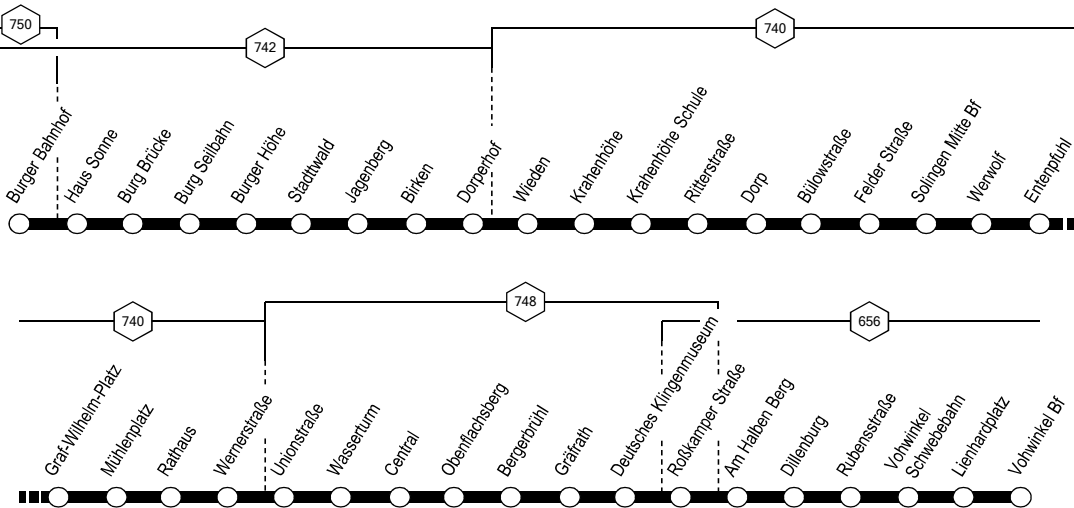 750
742
740
Burger Bahnhof
Haus Sonne
Burg Brücke
Burg Seilbahn
Burger Höhe
Stadtwald
Jagenberg
Birken
Dorperhof
Wieden
Krahenhöhe
Krahenhöhe Schule
Ritterstraße
Dorp
Bülowstraße
Felder Straße
Solingen Mitte Bf
Werwolf
Entenpfuhl
740
748
656
Graf-Wilhelm-Platz
Mühlenplatz
Rathaus
Wernerstraße
Unionstraße
Wasserturm
Central
Obenflachsberg
Bergerbrühl
Gräfrath
Deutsches Klingenmuseum
Roßkamper Straße
Am Halben Berg
Dillenburg
Rubensstraße
Vohwinkel
Schwebebahn
Lienhardplatz
Vohwinkel Bf